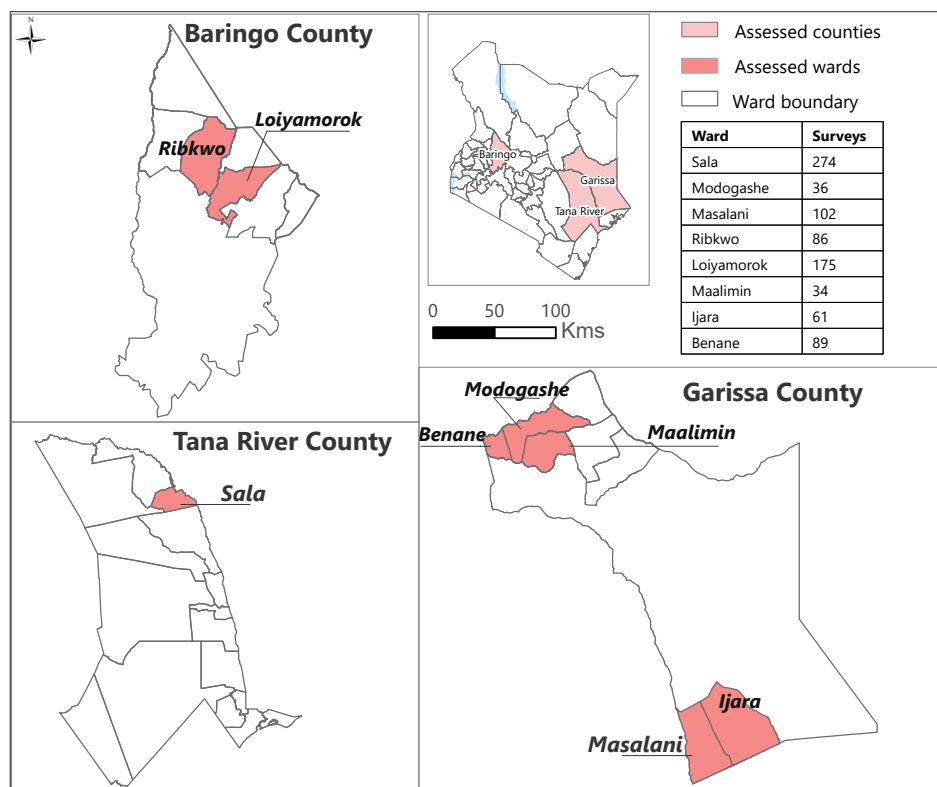 N
Baringo County
Loiyamorok
Ribkwo
Baringo
Garissa
Tana River
0 50 100
Kms
Assessed counties
Assessed wards
Ward boundary
Ward Surveys
Sala 274
Modogashe 36
Masalani 102
Ribkwo 86
Loiyamorok 175
Maalimin 34
Ijara 61
Benane 89
Tana River County
Sala
Garissa County
Modogashe
Benane
Maalimin
Ijara
Masalani